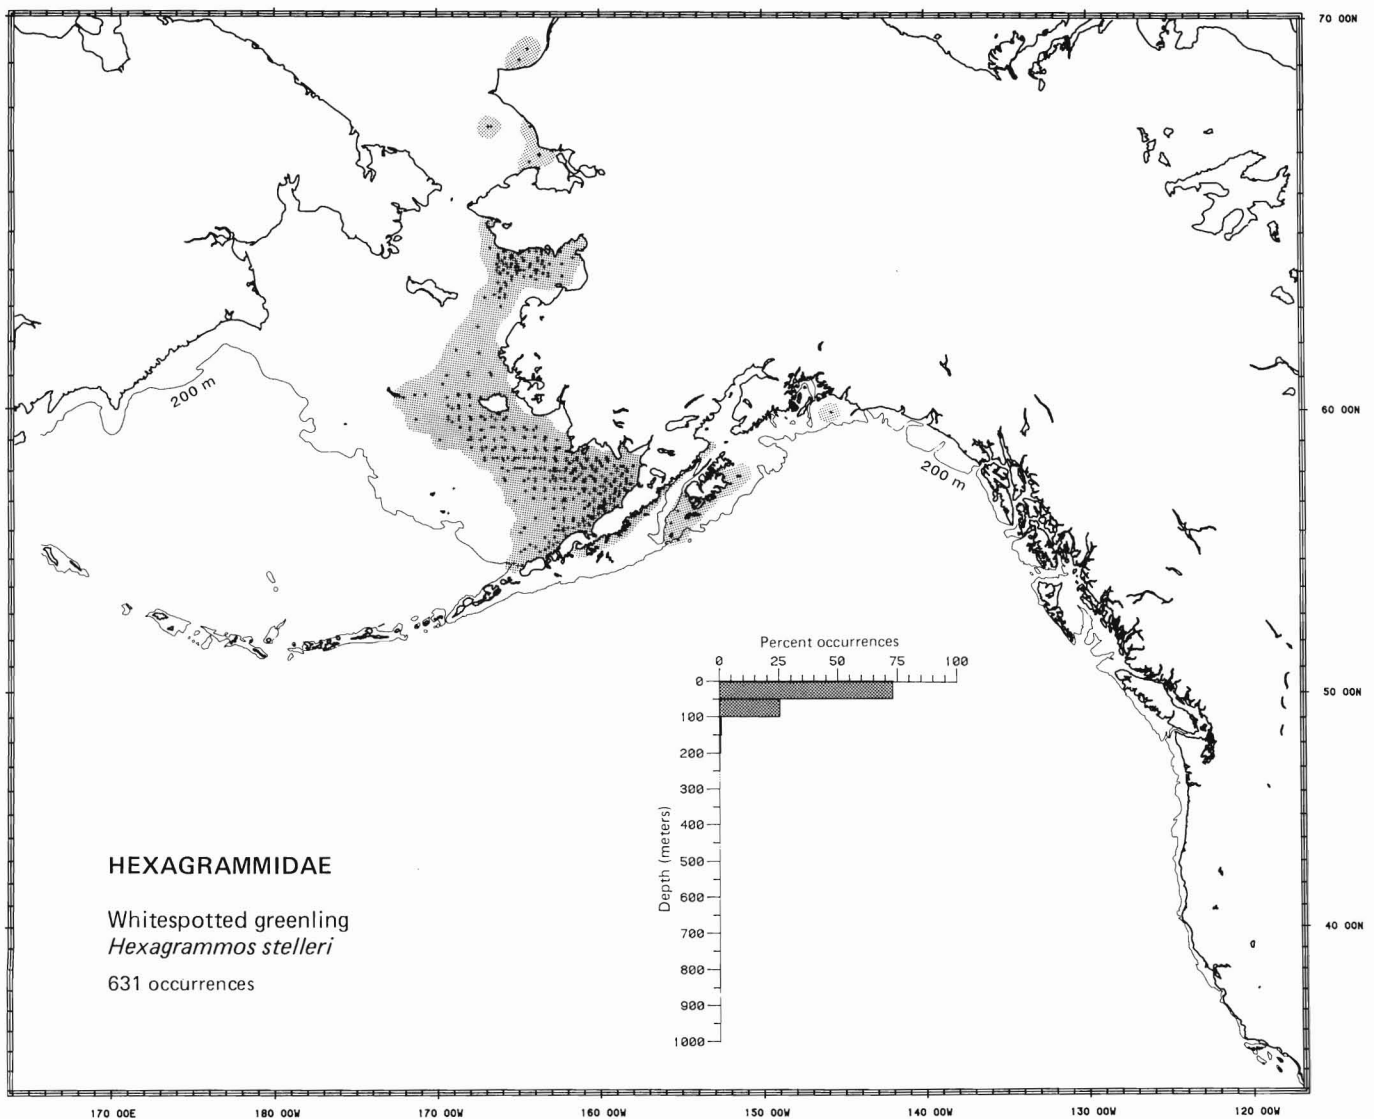 70 00N
200 m
60 00N
200 m
Percent occurrences
0 25 50 75 100
0
50 00N
100
200
300
400
500
600
700
800
900
1000
Depth (meters)
HEXAGRAMMIDAE
Whitespotted greenling
Hexagrammos stelleri
631 occurrences
40 00N
170 00E 180 00W 170 00W 160 00W 150 00W 140 00W 130 00W 120 00W